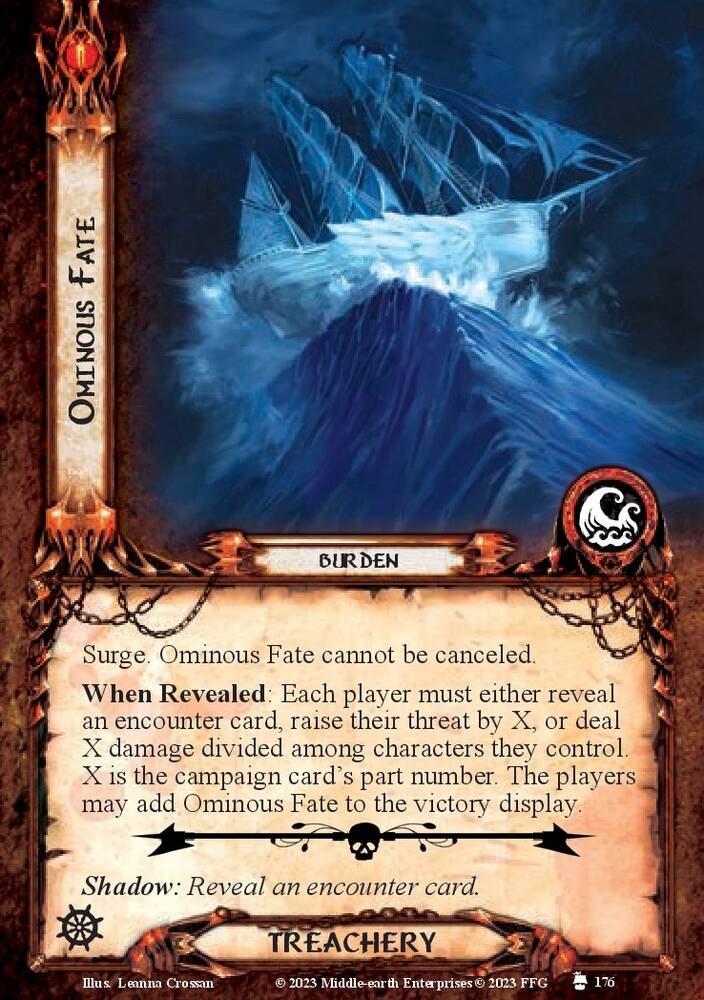 OMINOUS FATE
BURDEN
Surge. Ominous Fate cannot be canceled.
When Revealed: Each player must either reveal
an encounter card, raise their threat by X, or deal
X damage divided among characters they control.
X is the campaign card's part number. The players
may add Ominous Fate to the victory display.
Shadow: Reveal an encounter card.
TREACHERY
Illus. Leanna Crossan © 2023 Middle-earth Enterprises © 2023 FFG 176